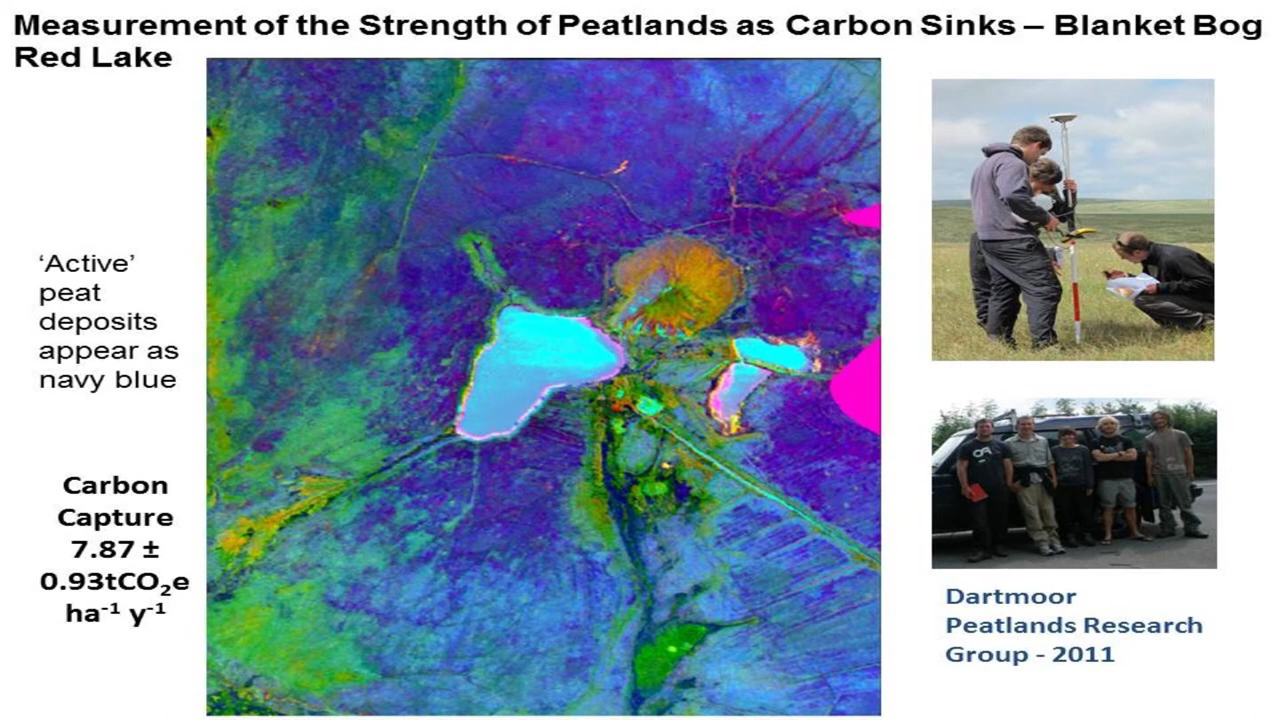 Measurement of the Strength of Peatlands as Carbon Sinks – Blanket Bog
Red Lake
‘Active’
peat
deposits
appear as
navy blue
Carbon
Capture
7.87 ±
0.93tCO₂e
ha⁻¹ y⁻¹
Dartmoor
Peatlands Research
Group - 2011